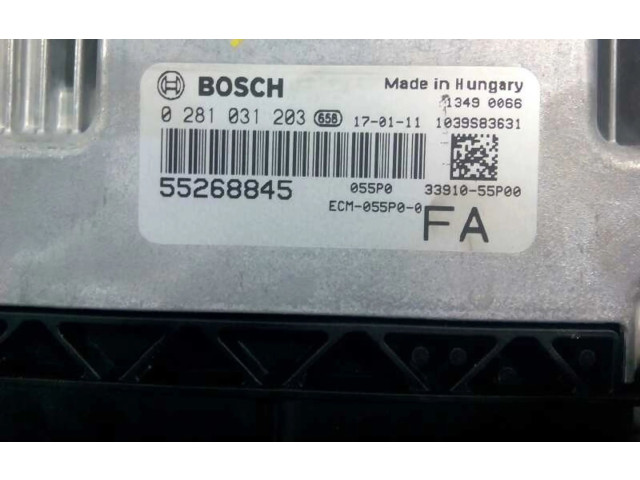 BOSCH Made in Hungary
1349 0066
0 281 031 203 658 17-01-11 1039S83631
55268845 055P0 33910-55P00
ECM-055P0-0
FA